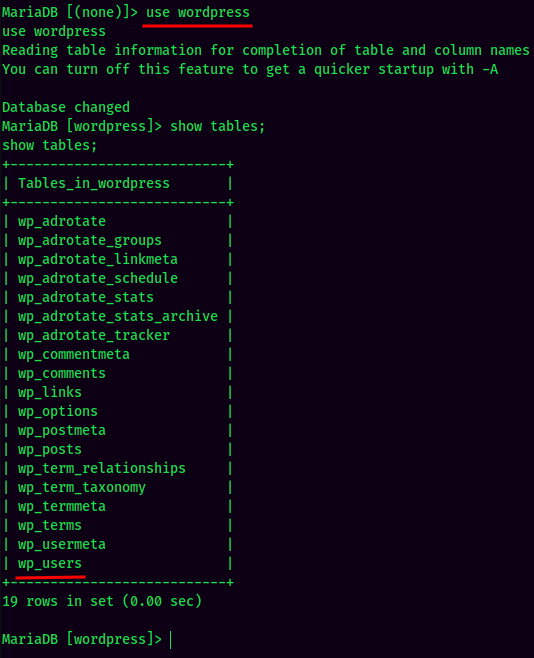 MariaDB [(none)]> use wordpress
use wordpress
Reading table information for completion of table and column names
You can turn off this feature to get a quicker startup with -A

Database changed
MariaDB [wordpress]> show tables;
show tables;
+---------------------------+
| Tables_in_wordpress       |
+---------------------------+
| wp_adrotate               |
| wp_adrotate_groups        |
| wp_adrotate_linkmeta      |
| wp_adrotate_schedule      |
| wp_adrotate_stats         |
| wp_adrotate_stats_archive |
| wp_adrotate_tracker       |
| wp_commentmeta            |
| wp_comments               |
| wp_links                  |
| wp_options                |
| wp_postmeta               |
| wp_posts                  |
| wp_term_relationships     |
| wp_term_taxonomy          |
| wp_termmeta               |
| wp_terms                  |
| wp_usermeta               |
| wp_users                  |
+---------------------------+
19 rows in set (0.00 sec)

MariaDB [wordpress]>